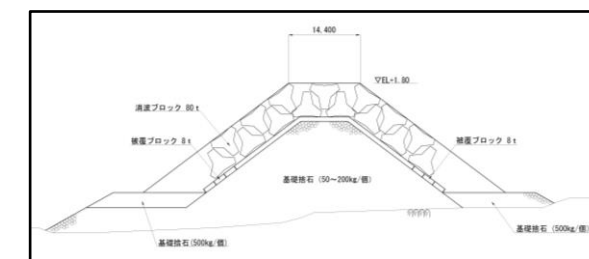 14.400
▽EL+1.80
消波ブロック 80t
被覆ブロック 8t
被覆ブロック 8t
基礎捨石 (50～200kg/個)
基礎捨石(500kg/個)
基礎捨石 (500kg/個)